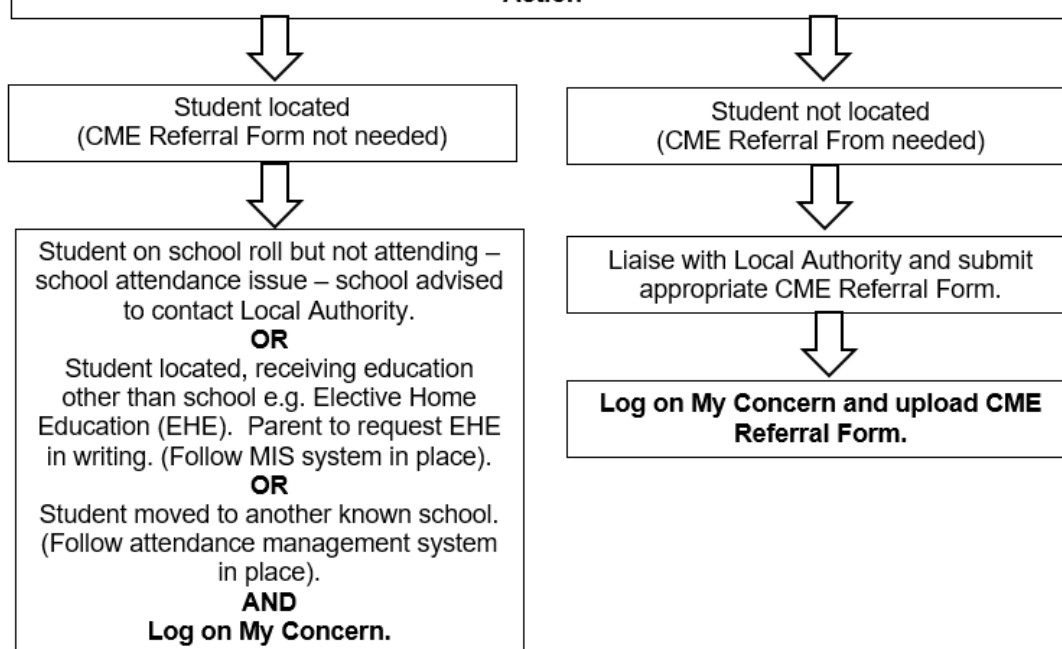 Action
Student located
(CME Referral Form not needed)
Student on school roll but not attending –
school attendance issue – school advised
to contact Local Authority.
OR
Student located, receiving education
other than school e.g. Elective Home
Education (EHE).  Parent to request EHE
in writing. (Follow MIS system in place).
OR
Student moved to another known school.
(Follow attendance management system
in place).
AND
Log on My Concern.
Student not located
(CME Referral From needed)
Liaise with Local Authority and submit
appropriate CME Referral Form.
Log on My Concern and upload CME
Referral Form.